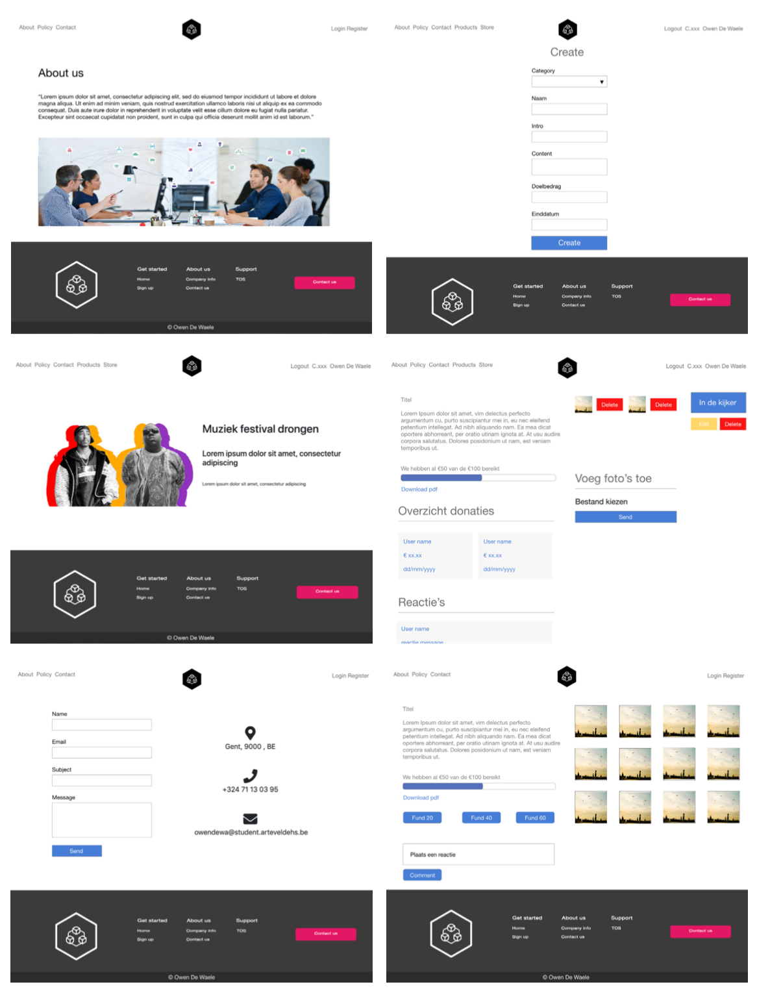 About Policy Contact
Login Register
About us
"Lorem ipsum dolor sit amet, consectetur adipiscing elit, sed do eiusmod tempor incididunt ut labore et dolore
magna aliqua. Ut enim ad minim veniam, quis nostrud exercitation ullamco laboris nisi ut aliquip ex ea commodo
consequat. Duis aute irure dolor in reprehenderit in voluptate velit esse cillum dolore eu fugiat nulla pariatur.
Excepteur sint occaecat cupidatat non proident, sunt in culpa qui officia deserunt mollit anim id est laborum."
Get started
About us
Support
Home
Company info
TOS
Sign up
Contact us
Contact us
© Owen De Waele
About Policy Contact Products Store
Logout C.xxx Owen De Waele
Create
Category
Naam
Intro
Content
Doelbedrag
Einddatum
Create
Get started
About us
Support
Home
Company info
TOS
Sign up
Contact us
Contact us
About Policy Contact Products Store
Logout C.xxx Owen De Waele
Muziek festival drongen
Lorem ipsum dolor sit amet, consectetur
adipiscing
Lorem ipsum dolor sit amet, consectetur adipiscing
Get started
About us
Support
Home
Company info
TOS
Sign up
Contact us
Contact us
© Owen De Waele
About Policy Contact Products Store
Logout C.xxx Owen De Waele
Titel
Lorem Ipsum dolor sit amet, vim delectus perfecto
argumentum cu, purto suscipiantur mei in, eu nec eleifend
petentium intellegat. Ad nibh aliquando nam. Ea mea dicat
oportere abhorreant, per oratio utinam ignota at. At usu audire
corpora salutatus. Dolores posidonium ut nam, est veniam
temporibus ut.
We hebben al €50 van de €100 bereikt
Download pdf
Overzicht donaties
User name
€ xx.xx
dd/mm/yyyy
User name
€ xx.xx
dd/mm/yyyy
Reactie's
User name
reactie message
Delete
Delete
In de kijker
Edit
Delete
Voeg foto's toe
Bestand kiezen
Send
About Policy Contact
Login Register
Name
Email
Subject
Message
Send
Gent, 9000 , BE
+324 71 13 03 95
owendewa@student.arteveldehs.be
Get started
About us
Support
Home
Company info
TOS
Sign up
Contact us
Contact us
© Owen De Waele
About Policy Contact
Login Register
Titel
Lorem Ipsum dolor sit amet, vim delectus perfecto
argumentum cu, purto suscipiantur mei in, eu nec eleifend
petentium intellegat. Ad nibh aliquando nam. Ea mea dicat
oportere abhorreant, per oratio utinam ignota at. At usu audire
corpora salutatus. Dolores posidonium ut nam, est veniam
temporibus ut.
We hebben al €50 van de €100 bereikt
Download pdf
Fund 20
Fund 40
Fund 60
Plaats een reactie
Comment
Get started
About us
Support
Home
Company info
TOS
Sign up
Contact us
Contact us
© Owen De Waele